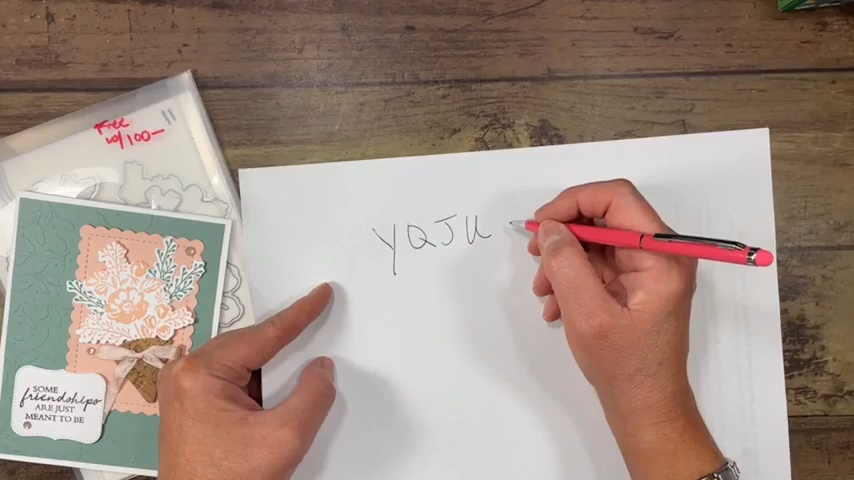 Free
w/100-
YQJU
SOME
friendships
ARE JUST
MEANT TO BE